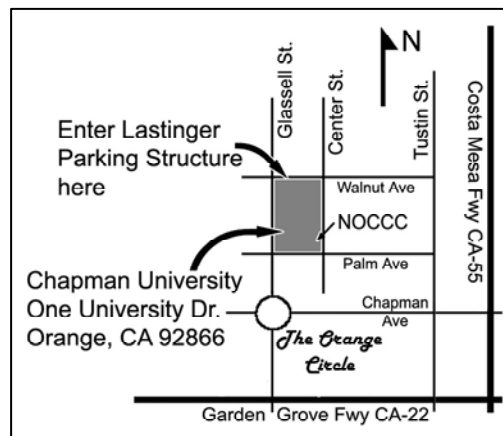 N
Glassell St.
Center St.
Tustin St.
Costa Mesa Fwy CA-55
Enter Lastinger
Parking Structure
here
Walnut Ave
NOCCC
Palm Ave
Chapman University
One University Dr.
Orange, CA 92866
Chapman
Ave
The Orange
Circle
Garden Grove Fwy CA-22